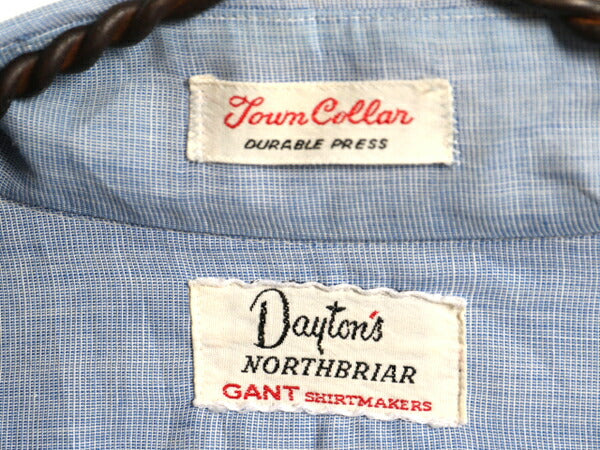 Town Collar
DURABLE PRESS
Dayton's
NORTHBRIAR
GANT SHIRTMAKERS